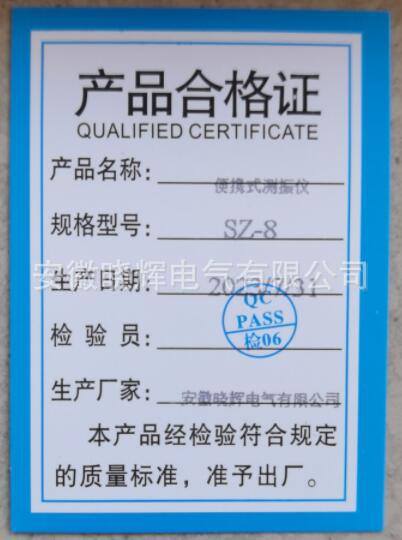 产品合格证
QUALIFIED CERTIFICATE
产品名称: 便携式测振仪
规格型号: SZ-8
安徽晓辉电气有限公司
生产日期:
QC
PASS
检06
检 验 员:
生产厂家: 安徽晓辉电气有限公司
本产品经检验符合规定
的质量标准，准予出厂。